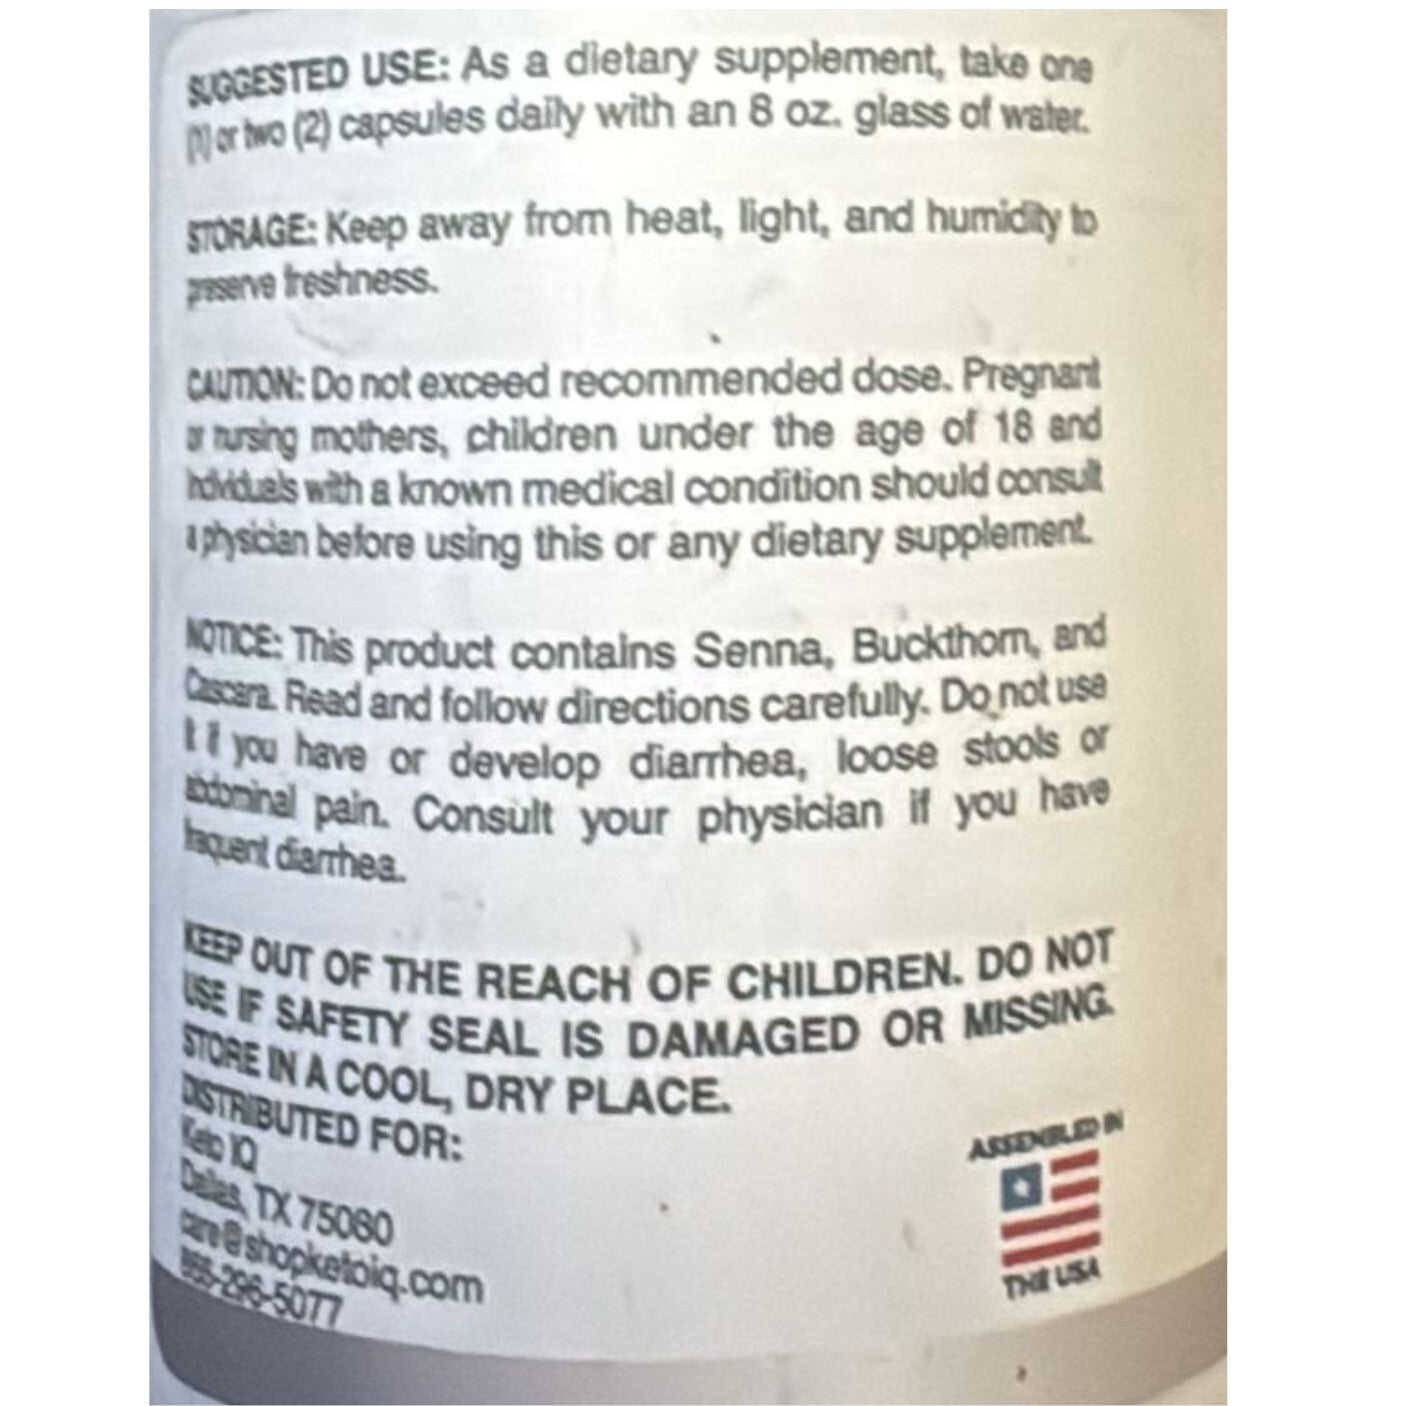 SUGGESTED USE: As a dietary supplement, take one
(1) or two (2) capsules daily with an 8 oz. glass of water.
STORAGE: Keep away from heat, light, and humidity to
preserve freshness.
CAUTION: Do not exceed recommended dose. Pregnant
or nursing mothers, children under the age of 18 and
individuals with a known medical condition should consult
a physician before using this or any dietary supplement.
NOTICE: This product contains Senna, Buckthorn, and
Cascara. Read and follow directions carefully. Do not use
it if you have or develop diarrhea, loose stools or
abdominal pain. Consult your physician if you have
frequent diarrhea.
KEEP OUT OF THE REACH OF CHILDREN. DO NOT
USE IF SAFETY SEAL IS DAMAGED OR MISSING.
STORE IN A COOL, DRY PLACE.
DISTRIBUTED FOR:
Keto IQ
Dallas, TX 75080
care@shopketoiq.com
855-296-5077
ASSEMBLED IN
THE USA